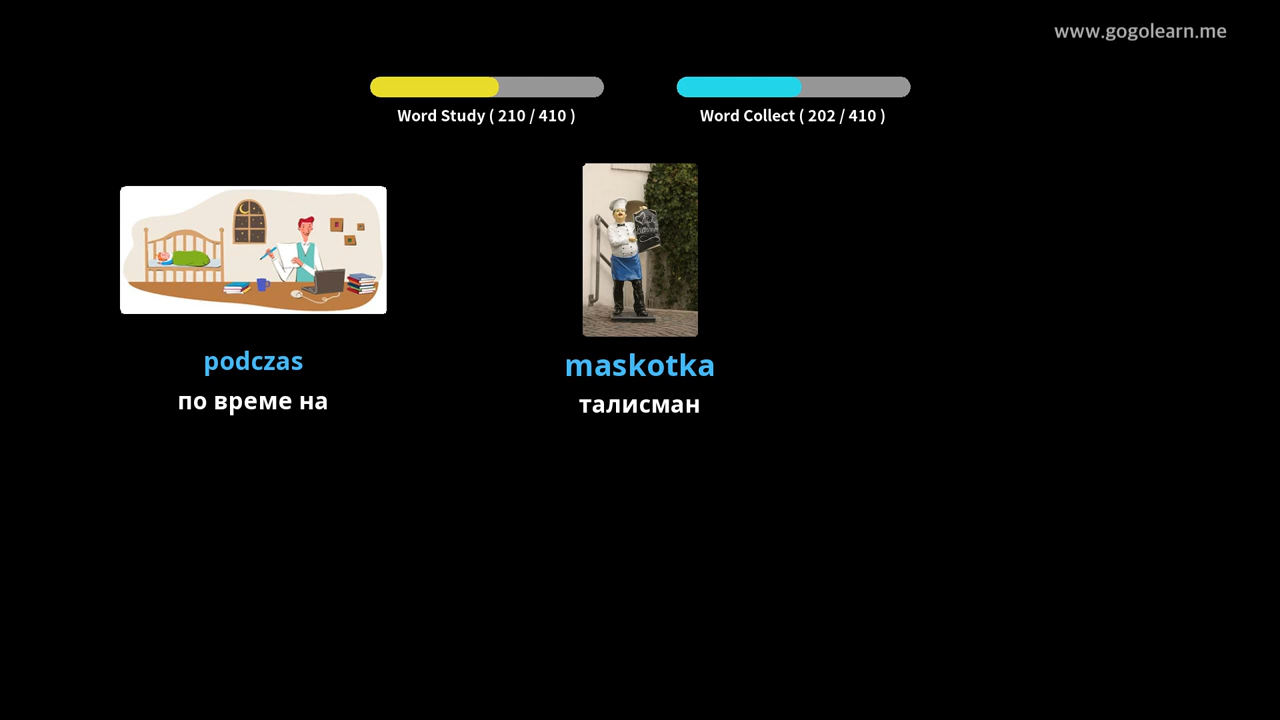 www.gogolearn.me
Word Study ( 210 / 410 )
Word Collect ( 202 / 410 )
podczas
по време на
maskotka
талисман